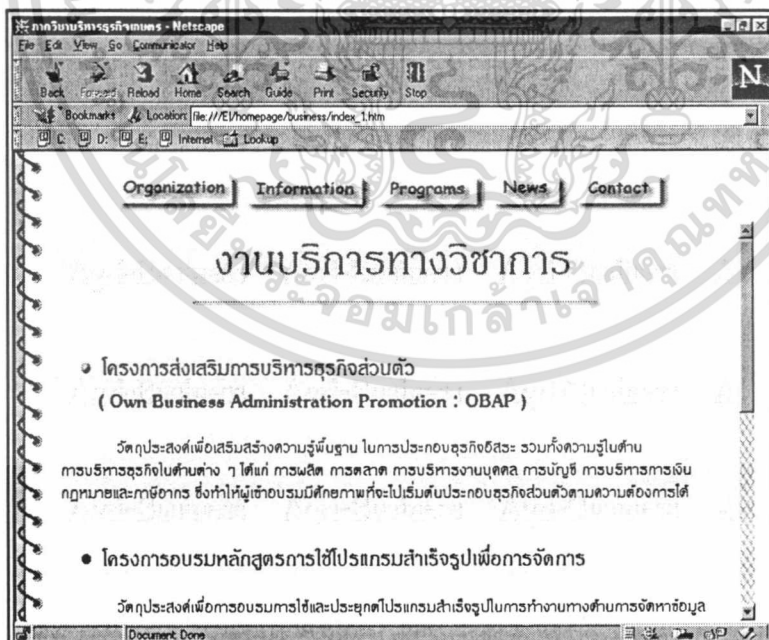 ภาควิชาบริหารธุรกิจเกษตร - Netscape
File Edit View Go Communicator Help
Back Forward Reload Home Search Guide Print Security Stop
N
Bookmarks Location: file:///E|/homepage/business/index_1.htm
C: D: E: Internet Lookup
Organization Information Programs News Contact
งานบริการทางวิชาการ
โครงการส่งเสริมการบริหารธุรกิจส่วนตัว
( Own Business Administration Promotion : OBAP )
วัตถุประสงค์เพื่อเสริมสร้างความรู้พื้นฐาน ในการประกอบธุรกิจอิสระ รวมทั้งความรู้ในด้าน
การบริหารธุรกิจในด้านต่าง ๆ ได้แก่ การผลิต การตลาด การบริหารงานบุคคล การบัญชี การบริหารการเงิน
กฎหมายและภาษีอากร ซึ่งทำให้ผู้เข้าอบรมมีศักยภาพที่จะไปเริ่มต้นประกอบธุรกิจส่วนตัวตามความต้องการได้
โครงการอบรมหลักสูตรการใช้โปรแกรมสำเร็จรูปเพื่อการจัดการ
วัตถุประสงค์เพื่อการอบรมการใช้และประยุกต์โปรแกรมสำเร็จรูปในการทำงานทางด้านการจัดหาข้อมูล
Document: Done